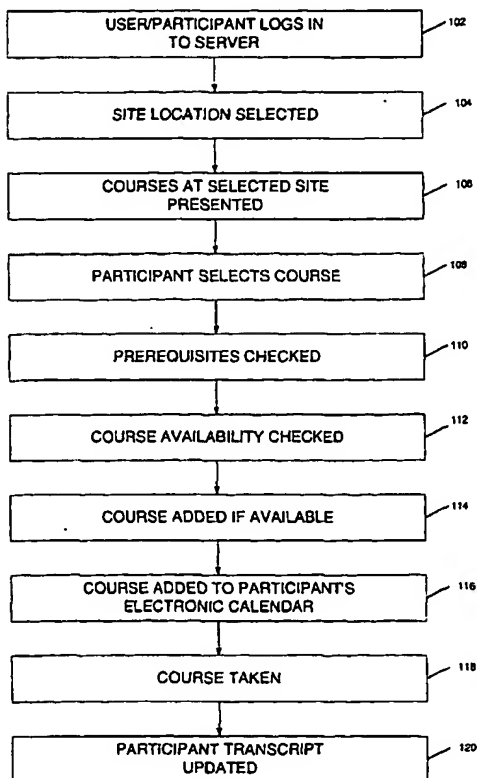 USER/PARTICIPANT LOGS IN
TO SERVER
102
SITE LOCATION SELECTED
104
COURSES AT SELECTED SITE
PRESENTED
106
PARTICIPANT SELECTS COURSE
108
PREREQUISITES CHECKED
110
COURSE AVAILABILITY CHECKED
112
COURSE ADDED IF AVAILABLE
114
COURSE ADDED TO PARTICIPANT'S
ELECTRONIC CALENDAR
116
COURSE TAKEN
118
PARTICIPANT TRANSCRIPT
UPDATED
120